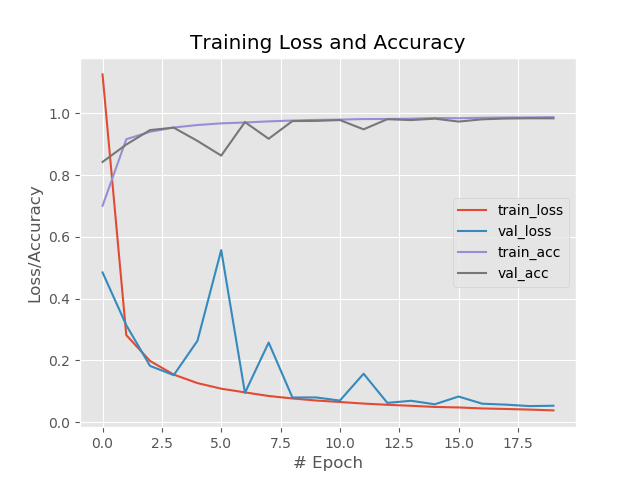 Training Loss and Accuracy
Loss/Accuracy
1.0
0.8
0.6
0.4
0.2
0.0
train_loss
val_loss
train_acc
val_acc
0.0 2.5 5.0 7.5 10.0 12.5 15.0 17.5
# Epoch